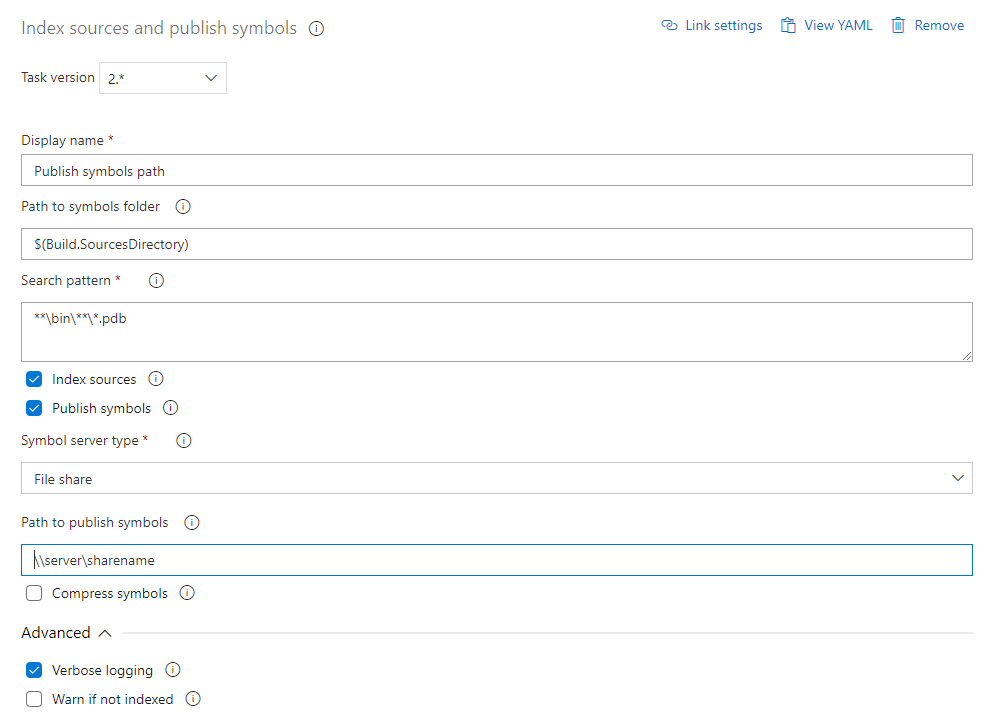 Index sources and publish symbols
Link settings View YAML Remove
Task version 2.*
Display name *
Publish symbols path
Path to symbols folder
$(Build.SourcesDirectory)
Search pattern *
**\bin\**\*.pdb
Index sources
Publish symbols
Symbol server type *
File share
Path to publish symbols
\\server\sharename
Compress symbols
Advanced
Verbose logging
Warn if not indexed